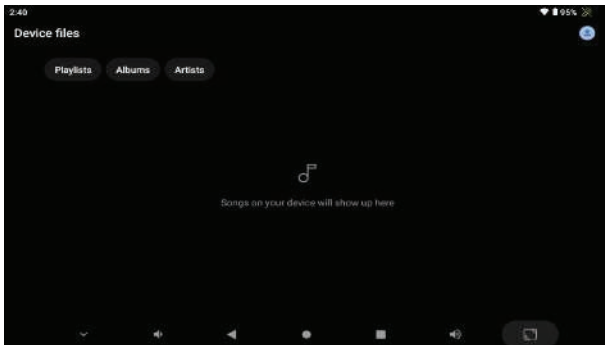 2:40
95%
Device files
Playlists
Albums
Artists
Songs on your device will show up here